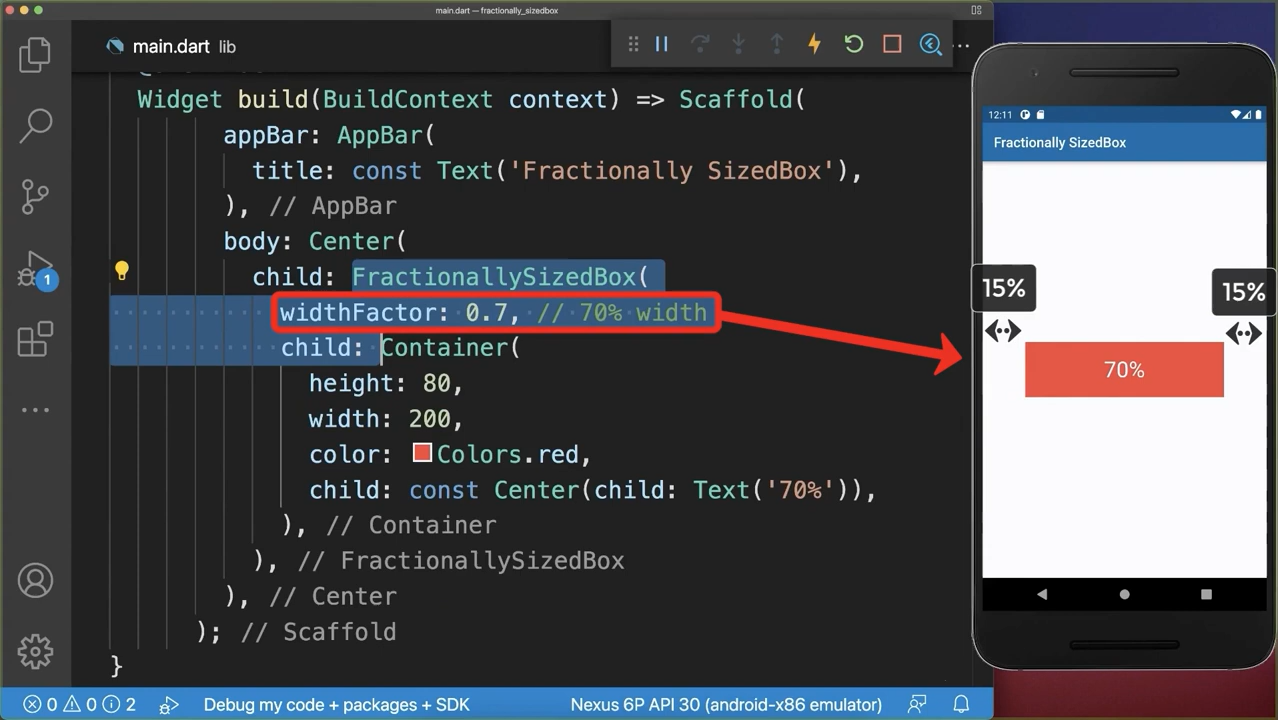 main.dart — fractionally_sizedbox
main.dart lib
Widget build(BuildContext context) => Scaffold(
appBar: AppBar(
title: const Text('Fractionally SizedBox'),
), // AppBar
body: Center(
child: FractionallySizedBox(
widthFactor: 0.7, // 70% width
child: Container(
height: 80,
width: 200,
color: Colors.red,
child: const Center(child: Text('70%')),
), // Container
), // FractionallySizedBox
), // Center
); // Scaffold
}
1
0 0 2 Debug my code + packages + SDK Nexus 6P API 30 (android-x86 emulator)
12:11
Fractionally SizedBox
15% 15%
70%